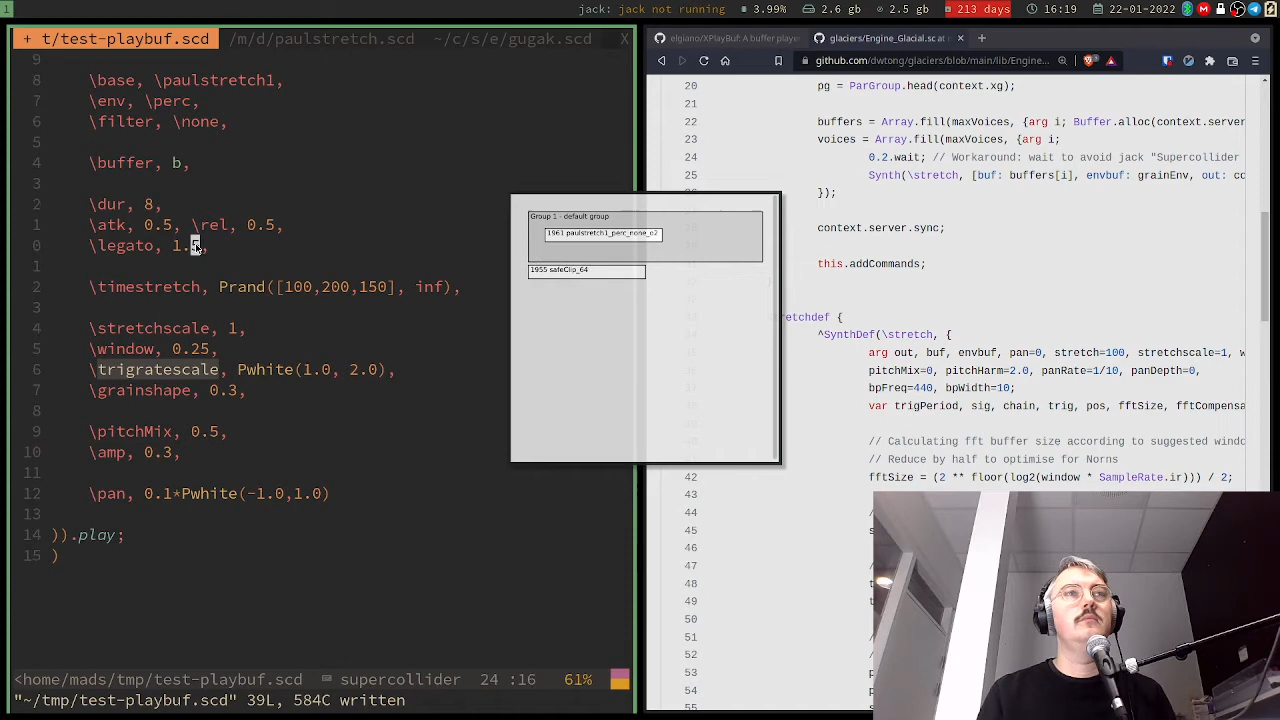 1
jack: jack not running
3.99%
2.6 gb
2.5 gb
213 days
16:19
22-01-2022
+ t/test-playbuf.scd
/m/d/paulstretch.scd
~/c/s/e/gugak.scd
X
9
8 \base, \paulstretch1,
7 \env, \perc,
6 \filter, \none,
5
4 \buffer, b,
3
2 \dur, 8,
1 \atk, 0.5, \rel, 0.5,
0 \legato, 1.5,
1
2 \timestretch, Prand([100,200,150], inf),
3
4 \stretchscale, 1,
5 \window, 0.25,
6 \trigratescale, Pwhite(1.0, 2.0),
7 \grainshape, 0.3,
8
9 \pitchMix, 0.5,
10 \amp, 0.3,
11
12 \pan, 0.1*Pwhite(-1.0,1.0)
13
14 )).play;
15 )
<home/mads/tmp/test-playbuf.scd
supercollider
24 :16
61%
"~/tmp/test-playbuf.scd" 39L, 584C written
Group 1 - default group
1961 paulstretch1_perc_none_o2
1955 safeClip_64
elgiano/XPlayBuf: A buffer playe
glaciers/Engine_Glacial.sc at
github.com/dwtong/glaciers/blob/main/lib/Engine...
20 pg = ParGroup.head(context.xg);
21
22 buffers = Array.fill(maxVoices, {arg i; Buffer.alloc(context.server
23 voices = Array.fill(maxVoices, {arg i;
24 0.2.wait; // Workaround: wait to avoid jack "Supercollider
25 Synth(\stretch, [buf: buffers[i], envbuf: grainEnv, out: co
});
context.server.sync;
this.addCommands;
retchdef {
^SynthDef(\stretch, {
arg out, buf, envbuf, pan=0, stretch=100, stretchscale=1, w
pitchMix=0, pitchHarm=2.0, panRate=1/10, panDepth=0,
bpFreq=440, bpWidth=10;
var trigPeriod, sig, chain, trig, pos, fftSize, fftCompensa
// Calculating fft buffer size according to suggested windo
// Reduce by half to optimise for Norns
42 fftSize = (2 ** floor(log2(window * SampleRate.ir))) / 2;
43
44 /
45 s
46
47 /
48 t
49 t
50
51 /
52 /
53 p
54 p
55 s